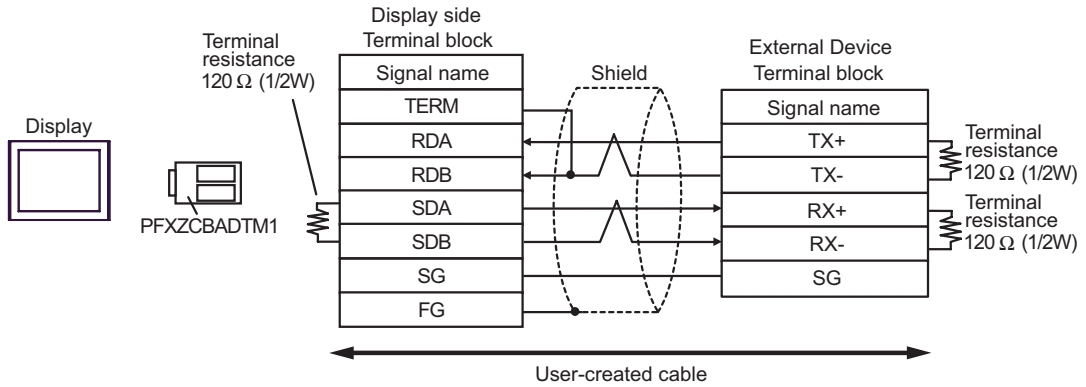 Display
PFXZCBADTM1
Terminal
resistance
120 Ω (1/2W)
Display side
Terminal block
Signal name
TERM
RDA
RDB
SDA
SDB
SG
FG
Shield
External Device
Terminal block
Signal name
TX+
TX-
RX+
RX-
SG
Terminal
resistance
120 Ω (1/2W)
Terminal
resistance
120 Ω (1/2W)
User-created cable